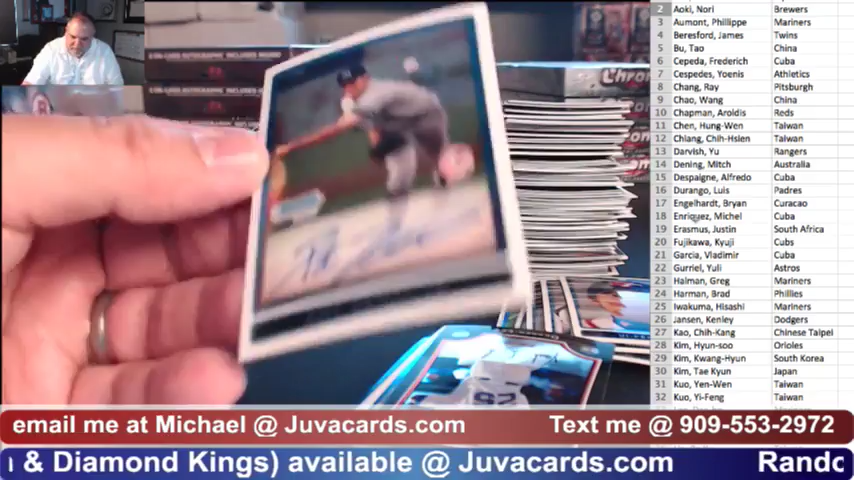 2 Aoki, Nori Brewers
3 Aumont, Phillippe Mariners
4 Beresford, James Twins
5 Bu, Tao China
6 Cepeda, Frederich Cuba
7 Cespedes, Yoenis Athletics
8 Chang, Ray Pitsburgh
9 Chao, Wang China
10 Chapman, Aroldis Reds
11 Chen, Hung-Wen Taiwan
12 Chiang, Chih-Hsien Taiwan
13 Darvish, Yu Rangers
14 Dening, Mitch Australia
15 Despaigne, Alfredo Cuba
16 Durango, Luis Padres
17 Engelhardt, Bryan Curacao
18 Enriquez, Michel Cuba
19 Erasmus, Justin South Africa
20 Fujikawa, Kyuji Cubs
21 Garcia, Vladimir Cuba
22 Gurriel, Yuli Astros
23 Halman, Greg Mariners
24 Harman, Brad Phillies
25 Iwakuma, Hisashi Mariners
26 Jansen, Kenley Dodgers
27 Kao, Chih-Kang Chinese Taipei
28 Kim, Hyun-soo Orioles
29 Kim, Kwang-Hyun South Korea
30 Kim, Tae Kyun Japan
31 Kuo, Yen-Wen Taiwan
32 Kuo, Yi-Feng Taiwan
Chrome
email me at Michael @ Juvacards.com Text me @ 909-553-2972
& Diamond Kings) available @ Juvacards.com Rando